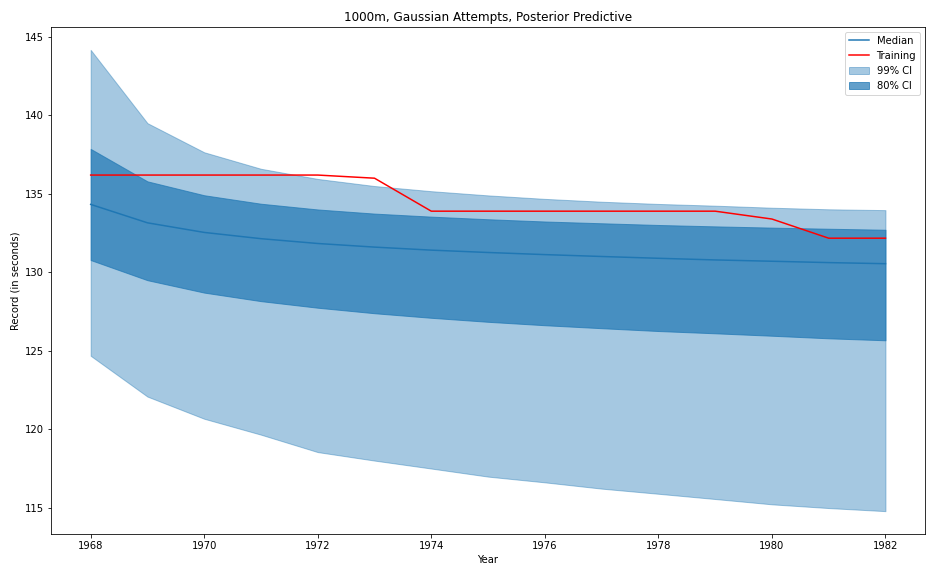 1000m, Gaussian Attempts, Posterior Predictive
Median
Training
99% CI
80% CI
145
140
135
130
125
120
115
Record (in seconds)
1968
1970
1972
1974
1976
1978
1980
1982
Year